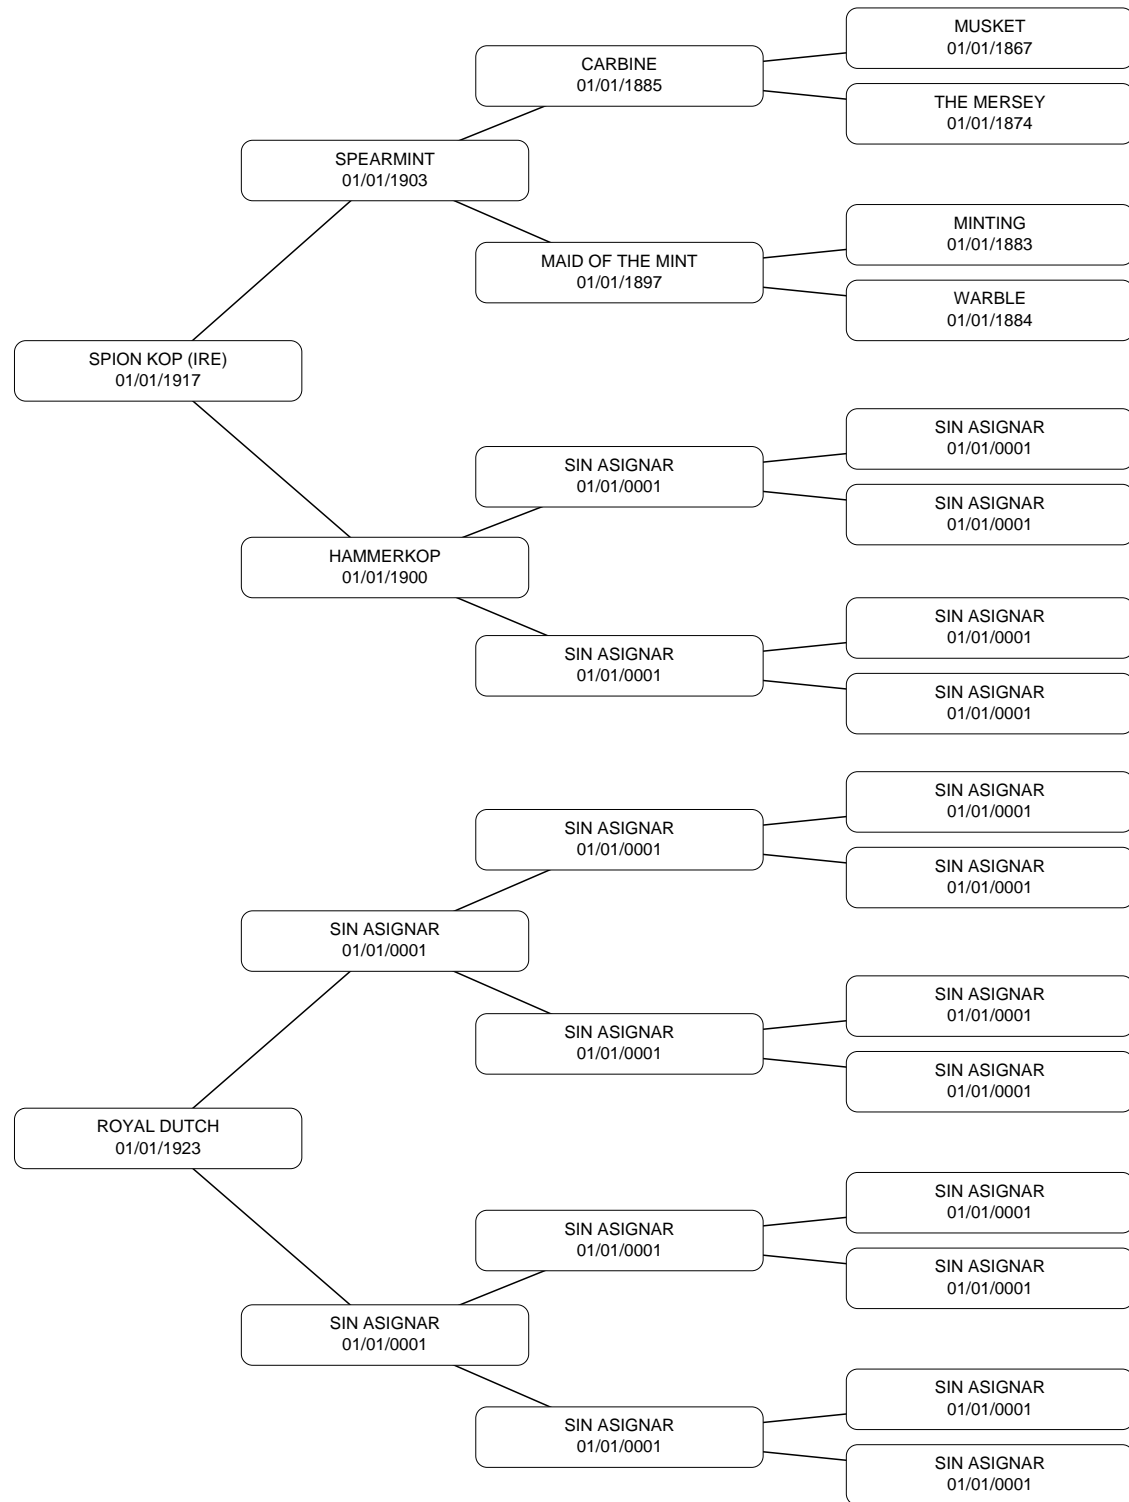 MUSKET
01/01/1867
CARBINE
01/01/1885
THE MERSEY
01/01/1874
SPEARMINT
01/01/1903
MINTING
01/01/1883
MAID OF THE MINT
01/01/1897
WARBLE
01/01/1884
SPION KOP (IRE)
01/01/1917
SIN ASIGNAR
01/01/0001
SIN ASIGNAR
01/01/0001
SIN ASIGNAR
01/01/0001
HAMMERKOP
01/01/1900
SIN ASIGNAR
01/01/0001
SIN ASIGNAR
01/01/0001
SIN ASIGNAR
01/01/0001
SIN ASIGNAR
01/01/0001
SIN ASIGNAR
01/01/0001
SIN ASIGNAR
01/01/0001
SIN ASIGNAR
01/01/0001
SIN ASIGNAR
01/01/0001
SIN ASIGNAR
01/01/0001
SIN ASIGNAR
01/01/0001
ROYAL DUTCH
01/01/1923
SIN ASIGNAR
01/01/0001
SIN ASIGNAR
01/01/0001
SIN ASIGNAR
01/01/0001
SIN ASIGNAR
01/01/0001
SIN ASIGNAR
01/01/0001
SIN ASIGNAR
01/01/0001
SIN ASIGNAR
01/01/0001